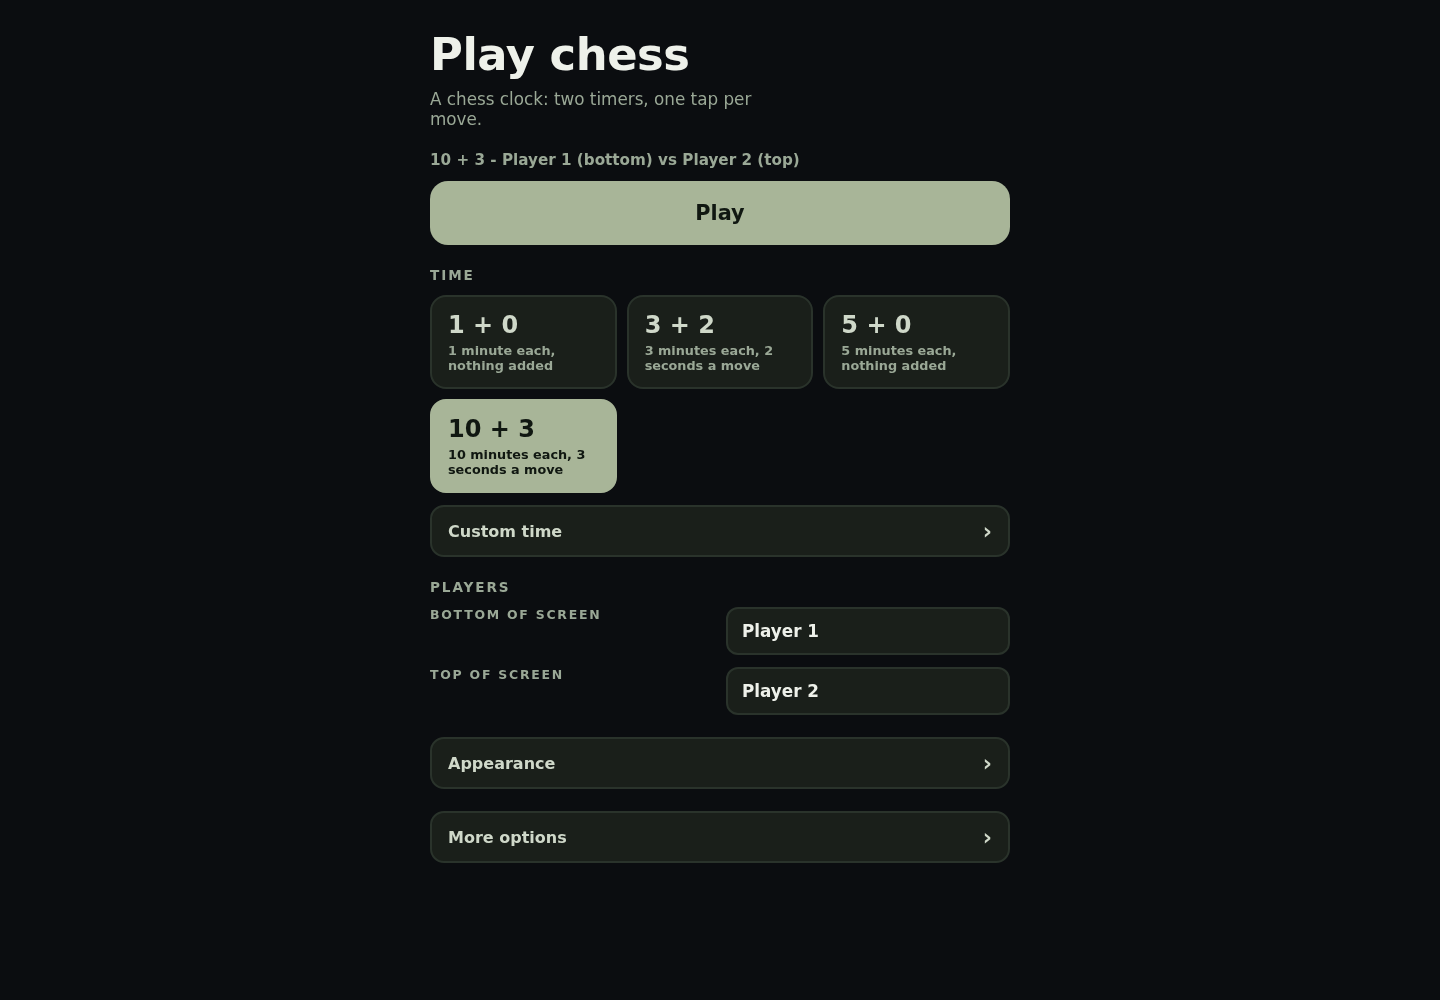 Play chess
A chess clock: two timers, one tap per
move.
10 + 3 - Player 1 (bottom) vs Player 2 (top)
Play
TIME
1 + 0
1 minute each,
nothing added
3 + 2
3 minutes each, 2
seconds a move
5 + 0
5 minutes each,
nothing added
10 + 3
10 minutes each, 3
seconds a move
Custom time ›
PLAYERS
BOTTOM OF SCREEN
Player 1
TOP OF SCREEN
Player 2
Appearance ›
More options ›